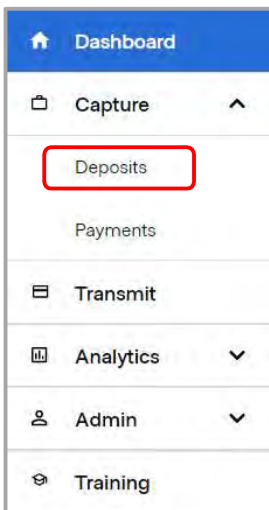 Dashboard
Capture
Deposits
Payments
Transmit
Analytics
Admin
Training